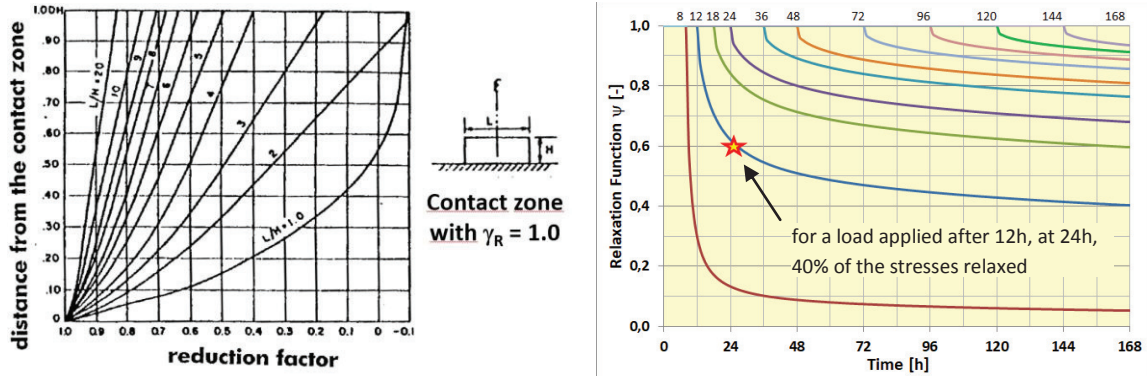 distance from the contact zone
1.00H
.90
.80
.70
.60
.50
.40
.30
.20
.10
0
1.0 0.9 0.8 0.7 0.6 0.5 0.4 0.3 0.2 0.1 0 -0.1
reduction factor
L/H = 20
10
9
8
7
6
5
4
3
2
L/H = 1.0
L
H
Contact zone
with γR = 1.0
8 12 18 24 36 48 72 96 120 144 168
Relaxation Function ψ [-]
1,0
0,8
0,6
0,4
0,2
0,0
for a load applied after 12h, at 24h,
40% of the stresses relaxed
0 24 48 72 96 120 144 168
Time [h]